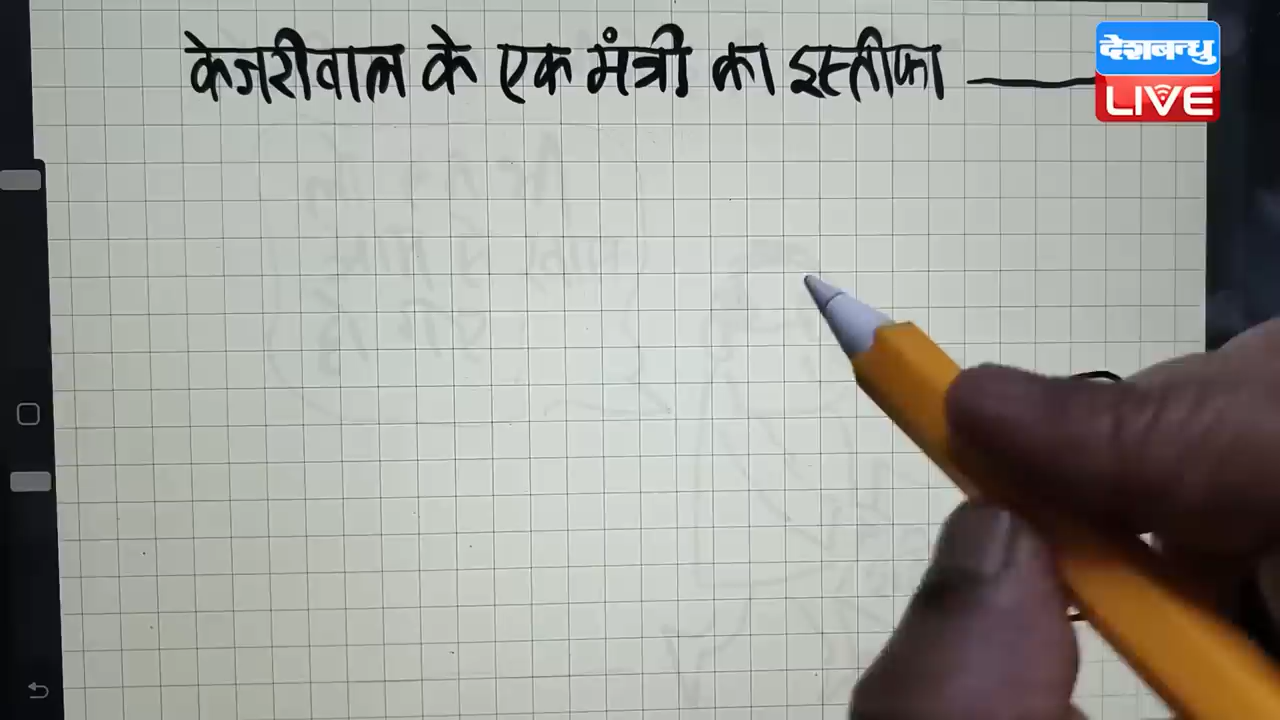 केजरीवाल के एक मंत्री का इस्तीफा
देशबन्धु
LIVE